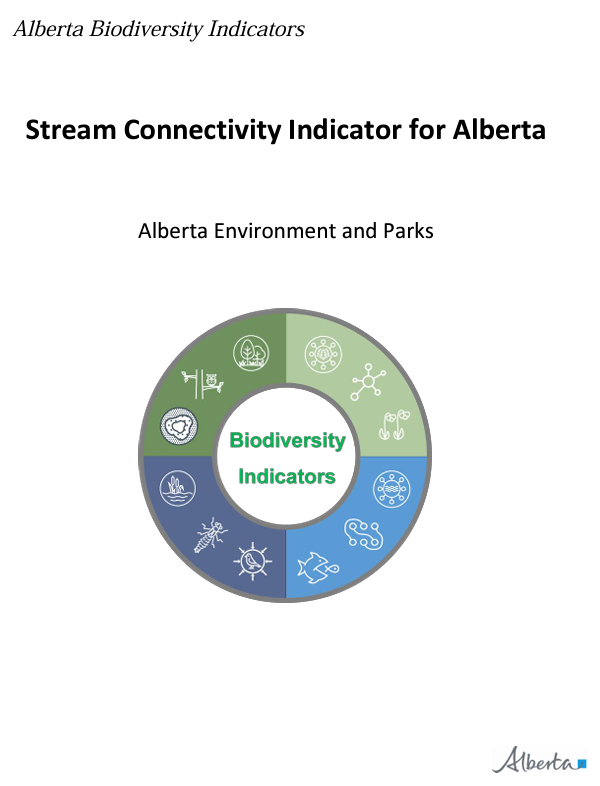 Alberta Biodiversity Indicators
Stream Connectivity Indicator for Alberta
Alberta Environment and Parks
Biodiversity
Indicators
Alberta